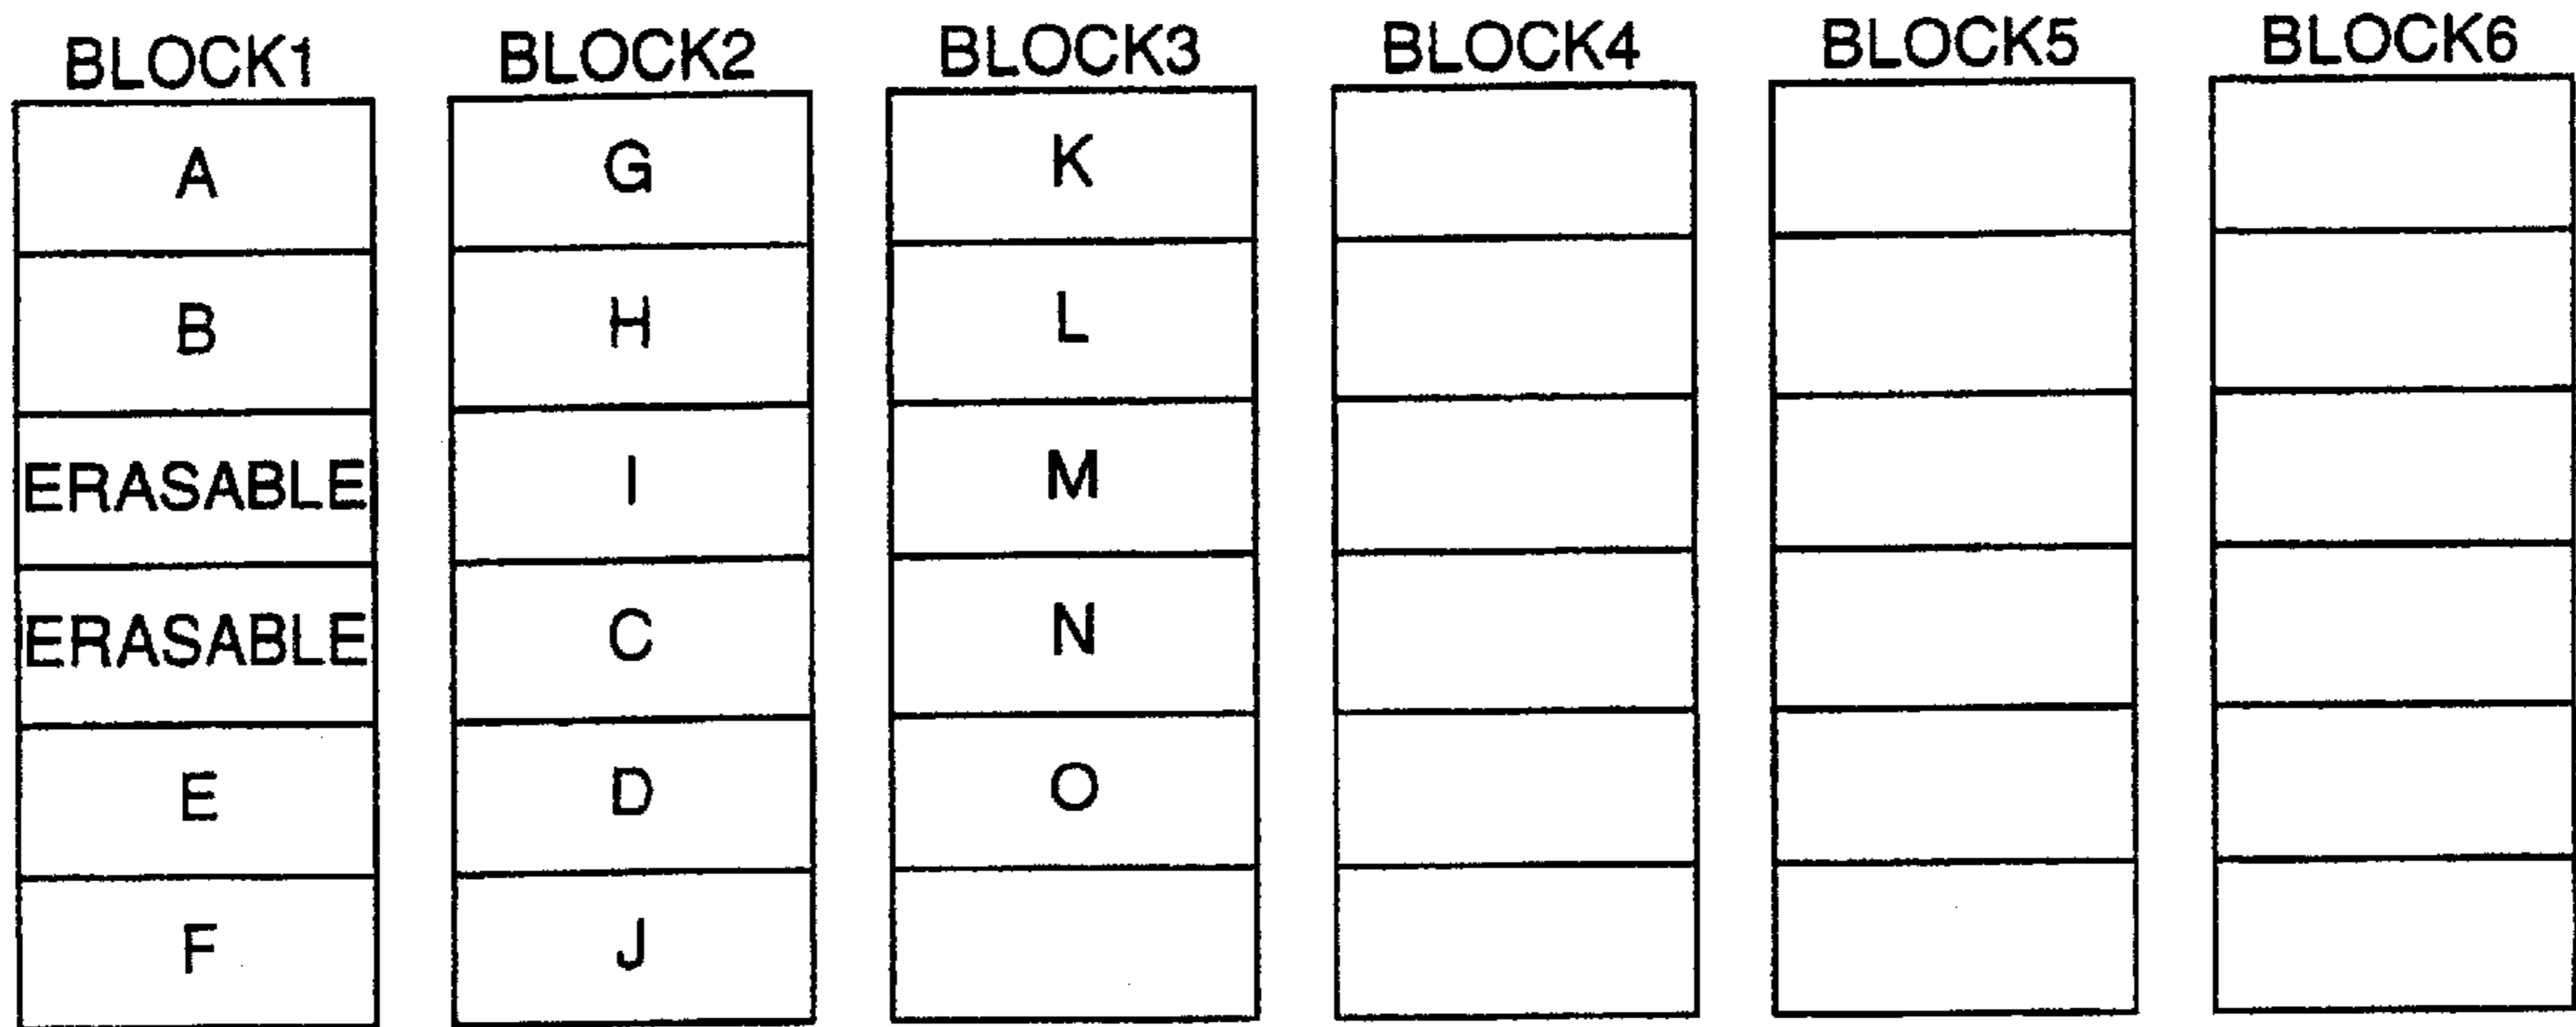 BLOCK1 BLOCK2 BLOCK3 BLOCK4 BLOCK5 BLOCK6
A G K
B H L
ERASABLE I M
ERASABLE C N
E D O
F J